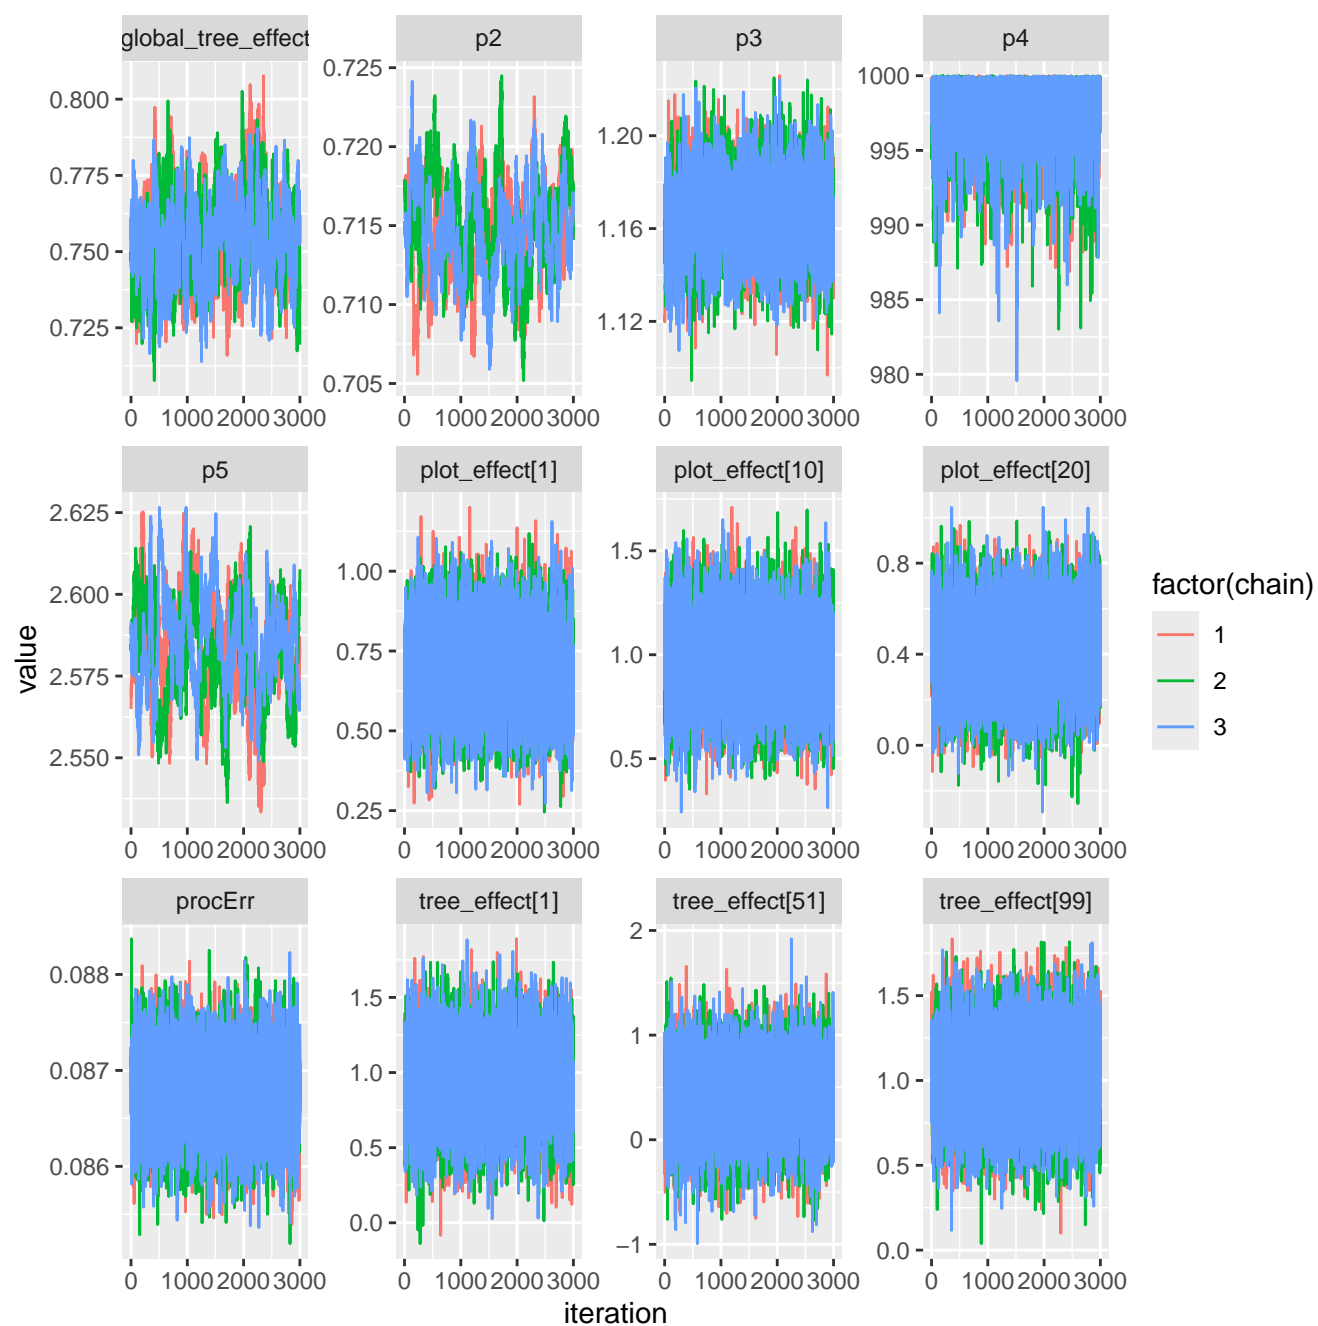 global_tree_effect p2 p3 p4
0.800 0.775 0.750 0.725
0.725 0.720 0.715 0.710 0.705
1.20 1.16 1.12
1000 995 990 985 980
0 1000 2000 3000 0 1000 2000 3000 0 1000 2000 3000 0 1000 2000 3000
p5 plot_effect[1] plot_effect[10] plot_effect[20]
2.625 2.600 2.575 2.550
1.00 0.75 0.50 0.25
1.5 1.0 0.5
0.8 0.4 0.0
0 1000 2000 3000 0 1000 2000 3000 0 1000 2000 3000 0 1000 2000 3000
procErr tree_effect[1] tree_effect[51] tree_effect[99]
0.088 0.087 0.086
1.5 1.0 0.5 0.0
2 1 0 −1
1.5 1.0 0.5 0.0
0 1000 2000 3000 0 1000 2000 3000 0 1000 2000 3000 0 1000 2000 3000
value
iteration
factor(chain)
1
2
3